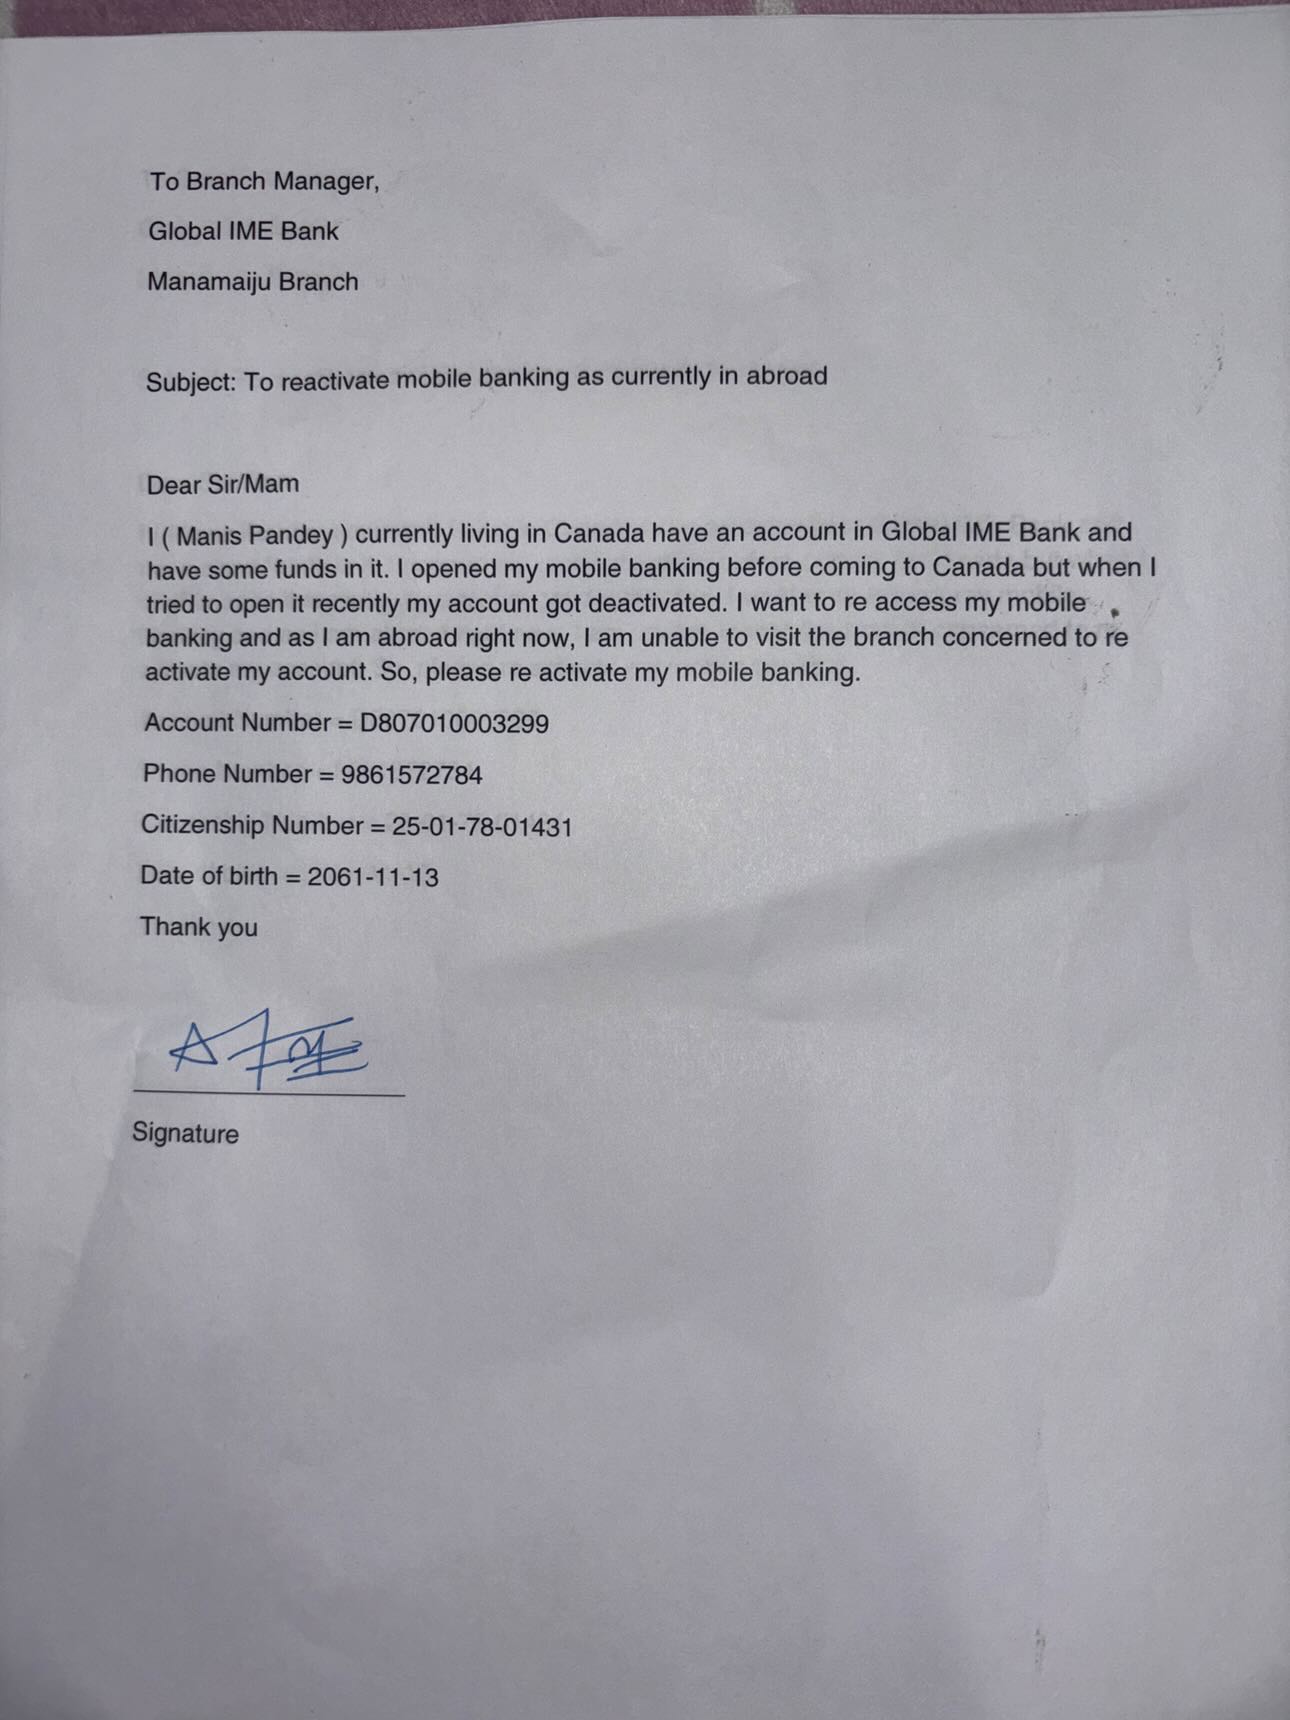 To Branch Manager,
Global IME Bank
Manamaiju Branch
Subject: To reactivate mobile banking as currently in abroad
Dear Sir/Mam
I ( Manis Pandey ) currently living in Canada have an account in Global IME Bank and
have some funds in it. I opened my mobile banking before coming to Canada but when I
tried to open it recently my account got deactivated. I want to re access my mobile
banking and as I am abroad right now, I am unable to visit the branch concerned to re
activate my account. So, please re activate my mobile banking.
Account Number = D807010003299
Phone Number = 9861572784
Citizenship Number = 25-01-78-01431
Date of birth = 2061-11-13
Thank you
Signature